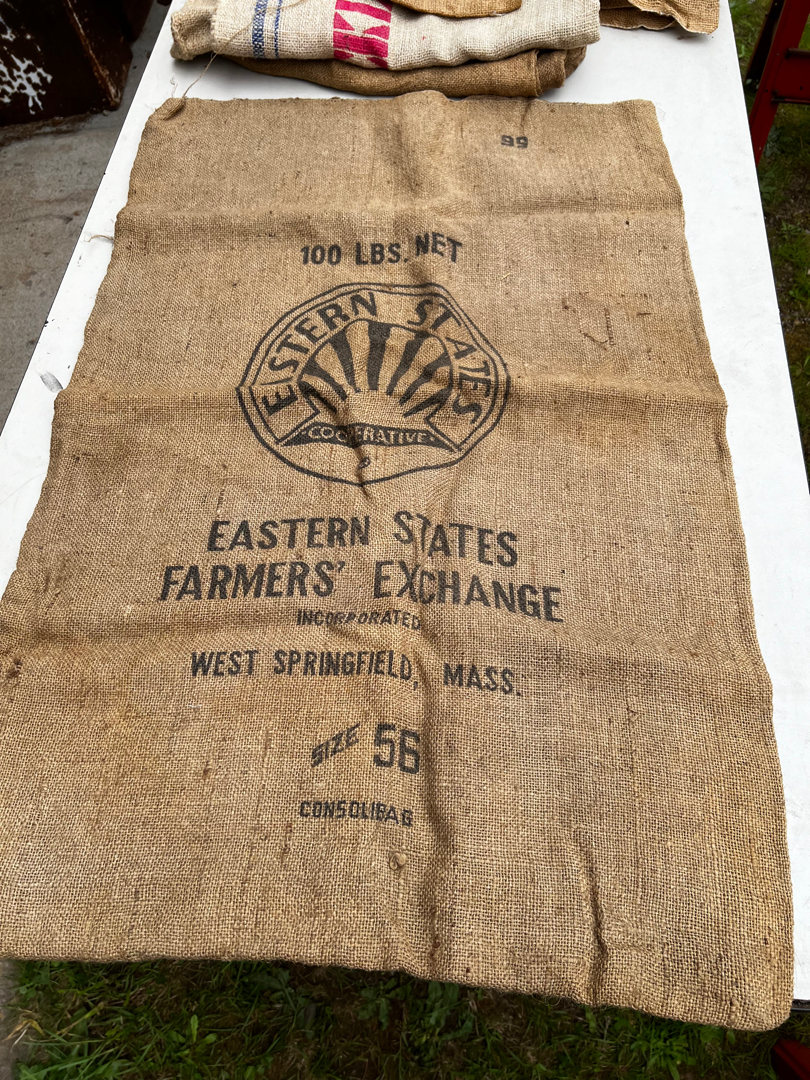 99
100 LBS. NET
EASTERN STATES
COOPERATIVE
EASTERN STATES
FARMERS' EXCHANGE
INCORPORATED
WEST SPRINGFIELD, MASS.
SIZE 56
CONSOLIBAG